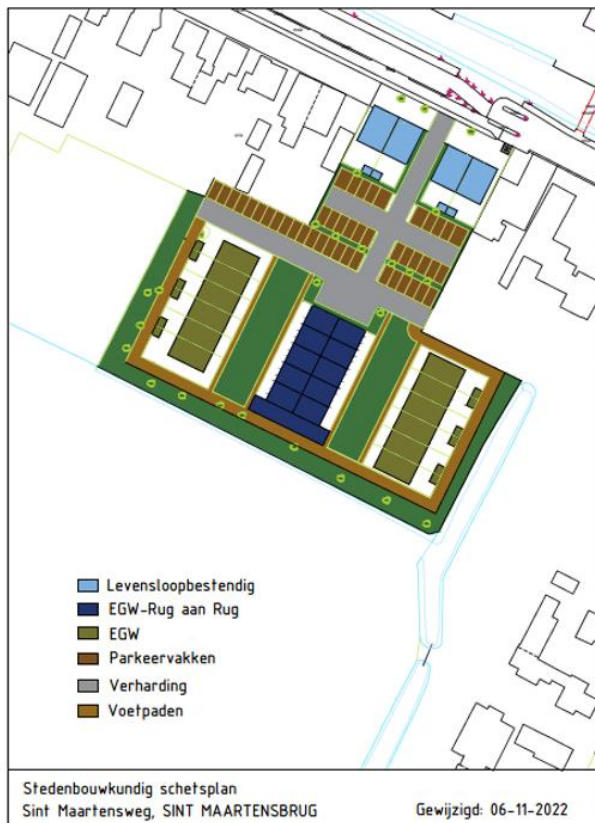 Levensloopbestendig
EGW-Rug aan Rug
EGW
Parkeervakken
Verharding
Voetpaden
Stedenbouwkundig schetsplan
Sint Maartensweg, SINT MAARTENSBRUG
Gewijzigd: 06-11-2022